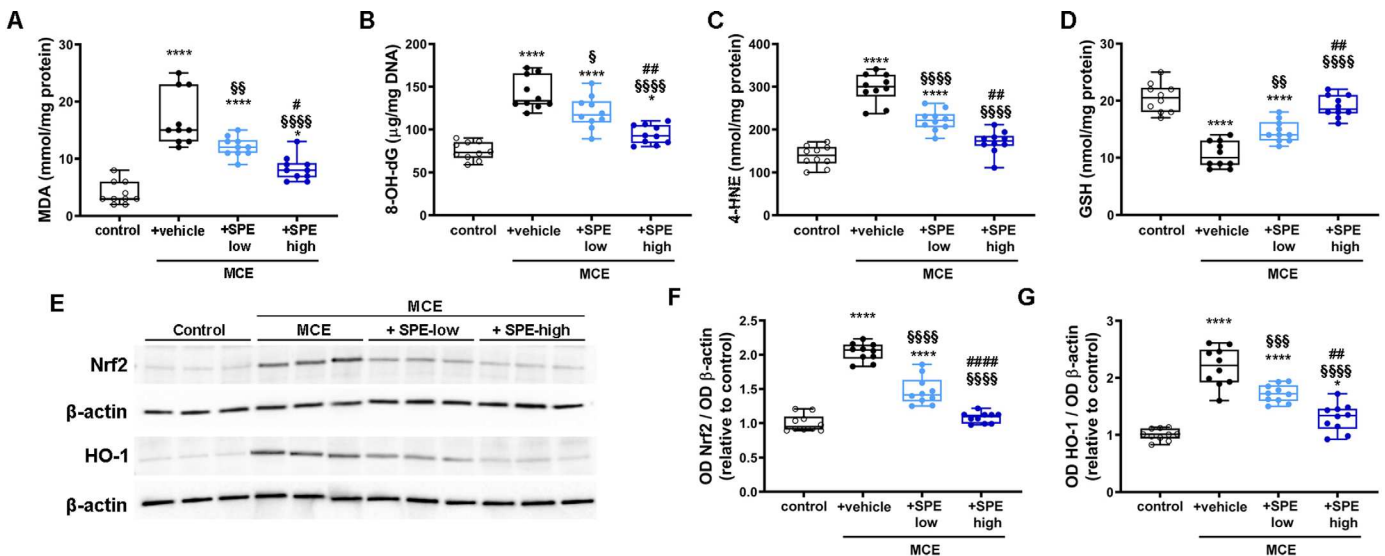 A
MDA (nmol/mg protein)
30
20
10
0
****
§§
****
#
§§§§
*
control
+vehicle
+SPE
low
+SPE
high
MCE
B
8-OH-dG (μg/mg DNA)
200
150
100
50
0
****
§
****
##
§§§§
*
control
+vehicle
+SPE
low
+SPE
high
MCE
C
4-HNE (nmol/mg protein)
400
300
200
100
0
****
§§§§
****
##
§§§§
control
+vehicle
+SPE
low
+SPE
high
MCE
D
GSH (nmol/mg protein)
30
20
10
0
****
§§
****
##
§§§§
control
+vehicle
+SPE
low
+SPE
high
MCE
E
MCE
Control
MCE
+ SPE-low
+ SPE-high
Nrf2
β-actin
HO-1
β-actin
F
OD Nrf2 / OD β-actin
(relative to control)
2.5
2.0
1.5
1.0
0.5
0.0
****
§§§§
****
####
§§§§
control
+vehicle
+SPE
low
+SPE
high
MCE
G
OD HO-1 / OD β-actin
(relative to control)
3
2
1
0
****
§§§
****
##
§§§§
*
control
+vehicle
+SPE
low
+SPE
high
MCE